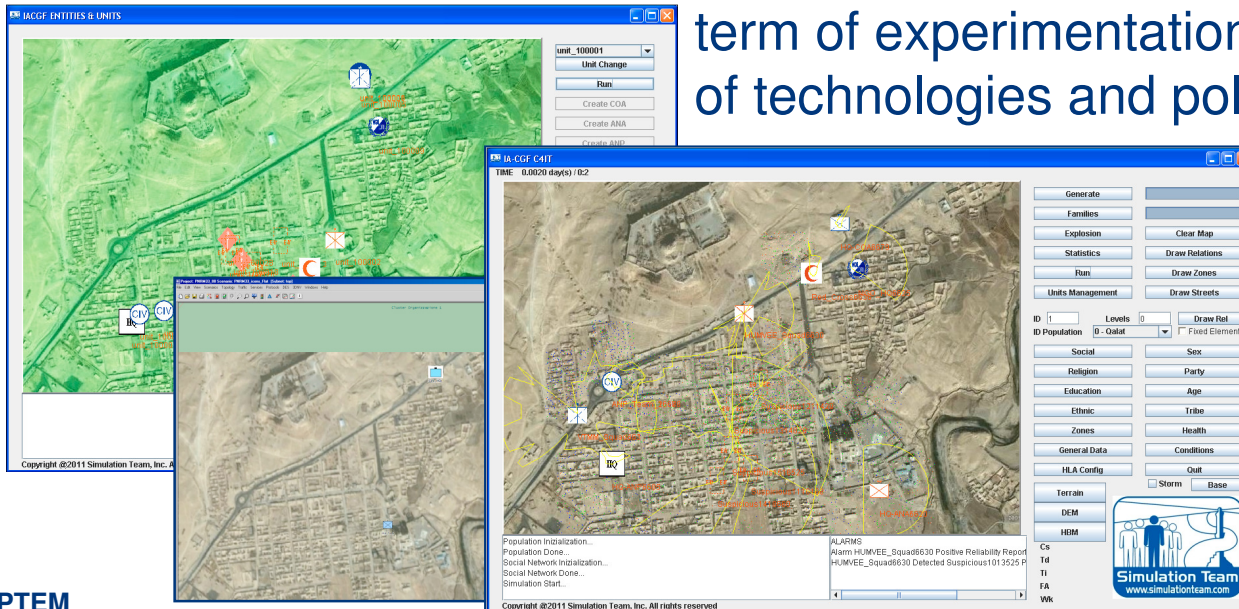 term of experimentation
of technologies and pol
IACGF ENTITIES & UNITS
unit_100001
Unit Change
Run
Create COA
Create ANA
Create ANP
CIV
CIV
Copyright @2011 Simulation Team, Inc. A
IA-CGF C4IT
TIME 0.0020 day(s) / 0:2
Generate
Families
Explosion
Clear Map
Statistics
Draw Relations
Run
Draw Zones
Units Management
Draw Streets
ID 1 Levels 0 Draw Rel
ID Population 0 - Qalat Fixed Element
Social
Sex
Religion
Party
Education
Age
Ethnic
Tribe
Zones
Health
General Data
Conditions
HLA Config
Quit
Storm Base
Terrain
DEM
HBM
Cs
Td
Ti
FA
Wk
CIV
HQ
Population Inizialization...
Population Done...
Social Network Inizialization...
Social Network Done...
Simulation Start...
ALARMS
Alarm HUMVEE_Squad6630 Positive Reliability Report
HUMVEE_Squad6630 Detected Suspicious1013525 P
Simulation Team
www.simulationteam.com
Copyright @2011 Simulation Team, Inc. All rights reserved
PTEM